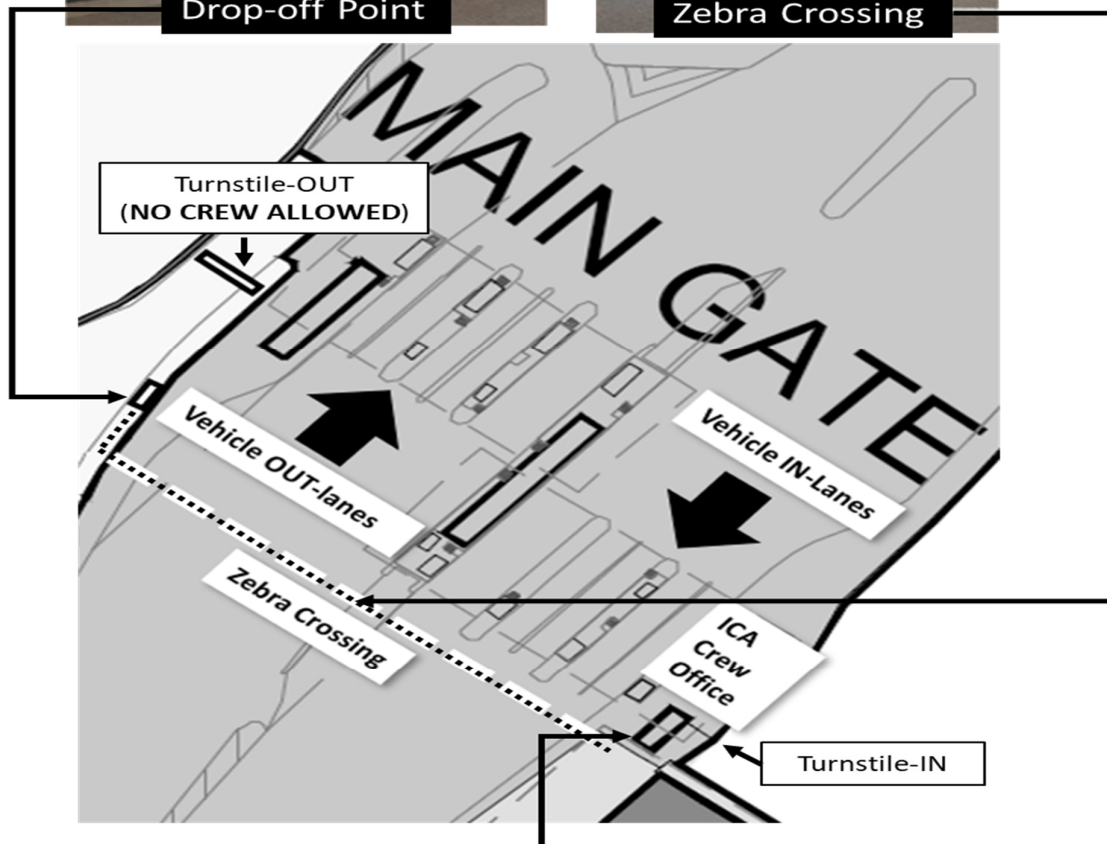 Drop-off Point
Zebra Crossing
MAIN GATE
Turnstile-OUT
(NO CREW ALLOWED)
Vehicle OUT-lanes
Vehicle IN-Lanes
Zebra Crossing
ICA
Crew
Office
Turnstile-IN